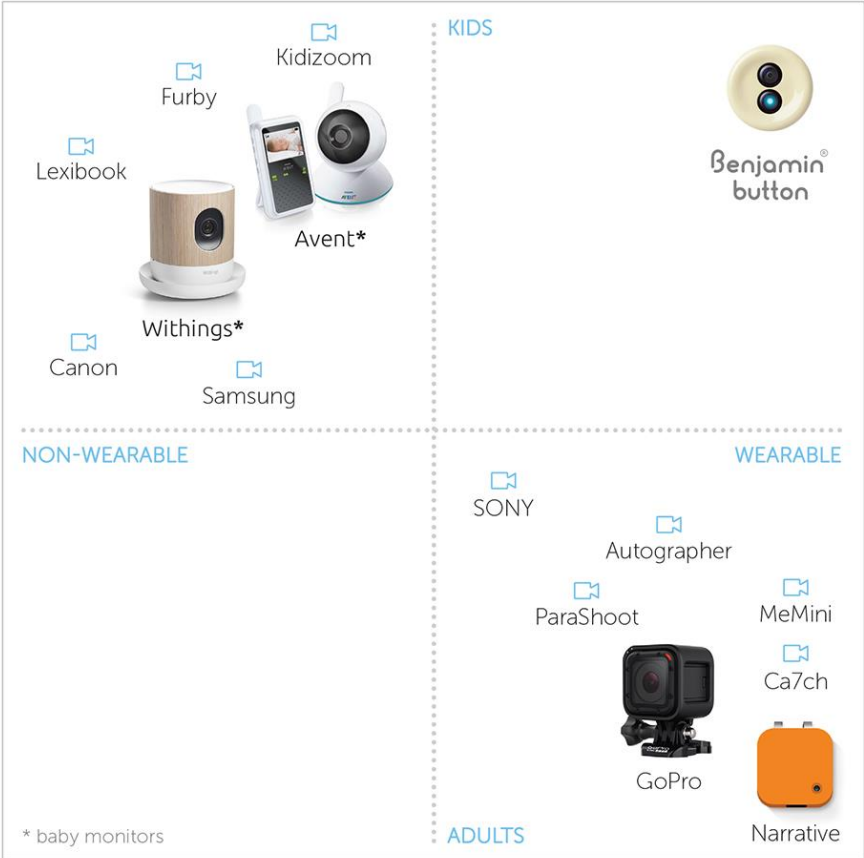 KIDS
Kidizoom
Furby
Lexibook
Avent*
Withings*
Canon
Samsung
Benjamin®
button
NON-WEARABLE
WEARABLE
SONY
Autographer
ParaShoot
MeMini
Ca7ch
GoPro
Narrative
* baby monitors
ADULTS